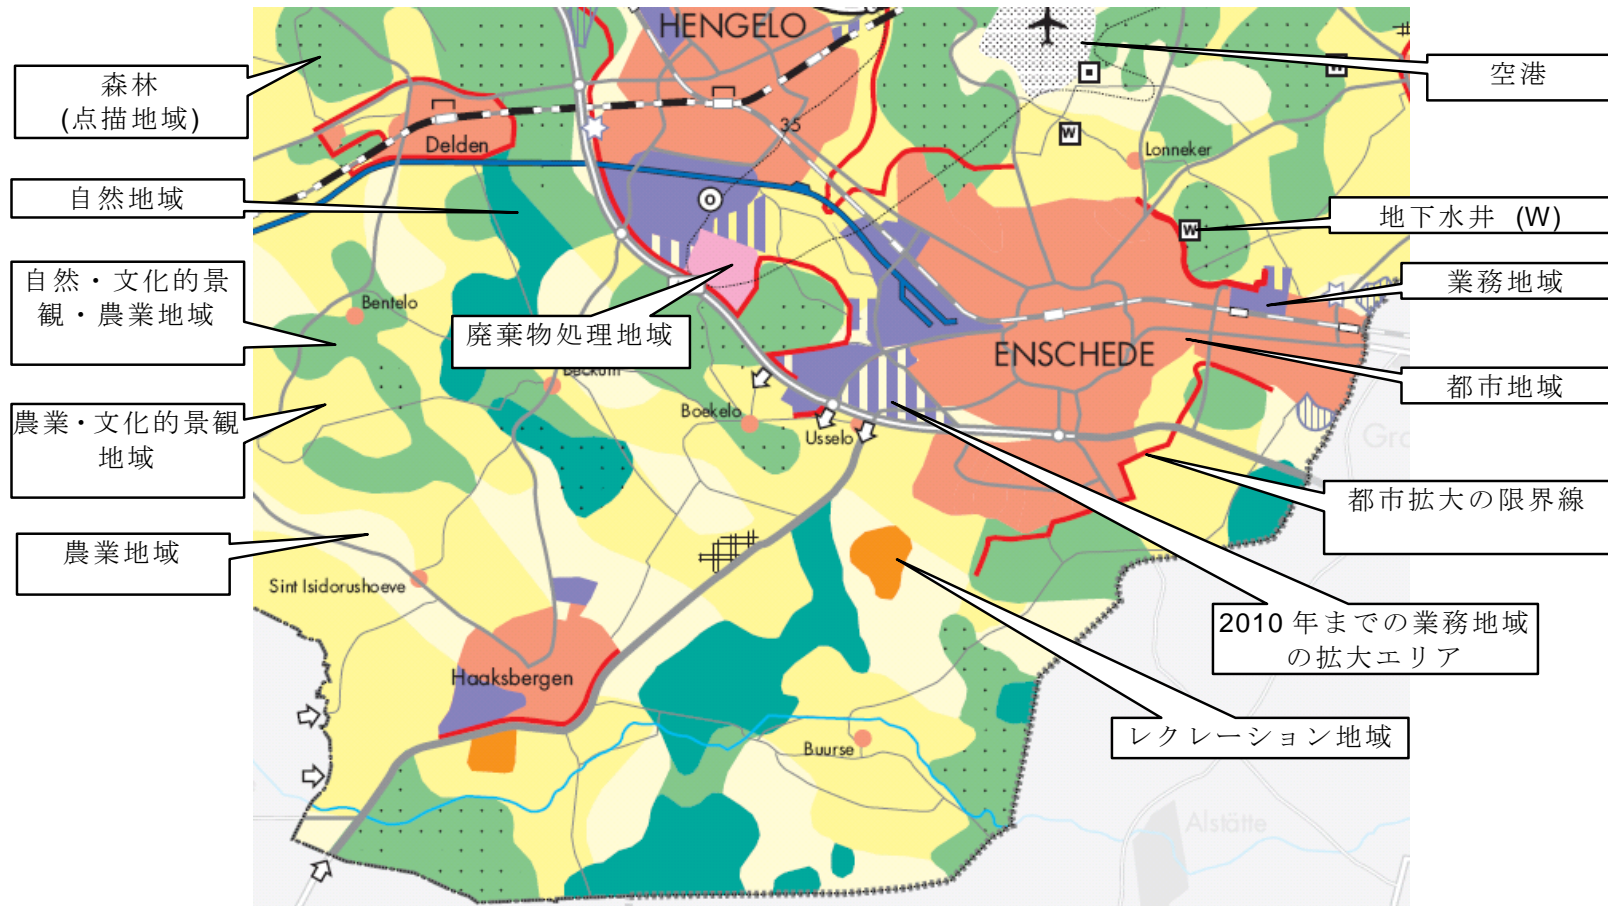 HENGELO
森林
(点描地域)
空港
35
Delden
Lonneker
自然地域
地下水井 (W)
W
W
W
O
自然・文化的景
観・農業地域
Bentelo
業務地域
廃棄物処理地域
ENSCHEDE
Beckum
都市地域
農業・文化的景観
地域
Boekelo
Usselo
Gro
都市拡大の限界線
農業地域
Sint Isidorushoeve
2010 年までの業務地域
の拡大エリア
Haaksbergen
レクレーション地域
Buurse
Alstätte